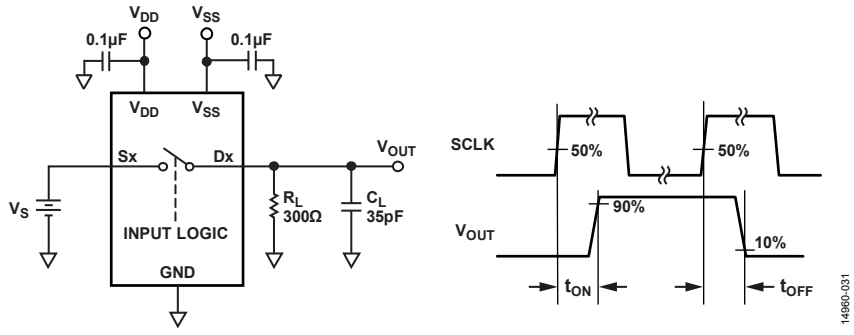 VDD
VSS
0.1µF
0.1µF
VDD
VSS
Sx
Dx
VOUT
VS
RL
300Ω
CL
35pF
INPUT LOGIC
GND
SCLK
50%
50%
VOUT
90%
10%
tON
tOFF
14960-031